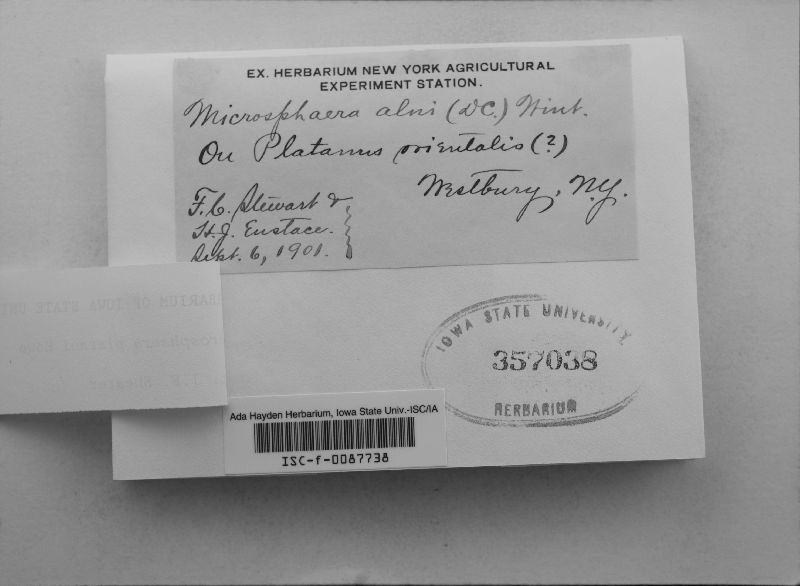 EX. HERBARIUM NEW YORK AGRICULTURAL
EXPERIMENT STATION.
Microsphaera alni (DC.) Wint.
On Platanus orientalis (?)
Westbury, N.Y.
F.C. Stewart &
H.J. Eustace.
Sept. 6, 1901.
IOWA STATE UNIVERSITY
357038
HERBARIUM
Ada Hayden Herbarium, Iowa State Univ.-ISC/IA
ISC-f-0087738